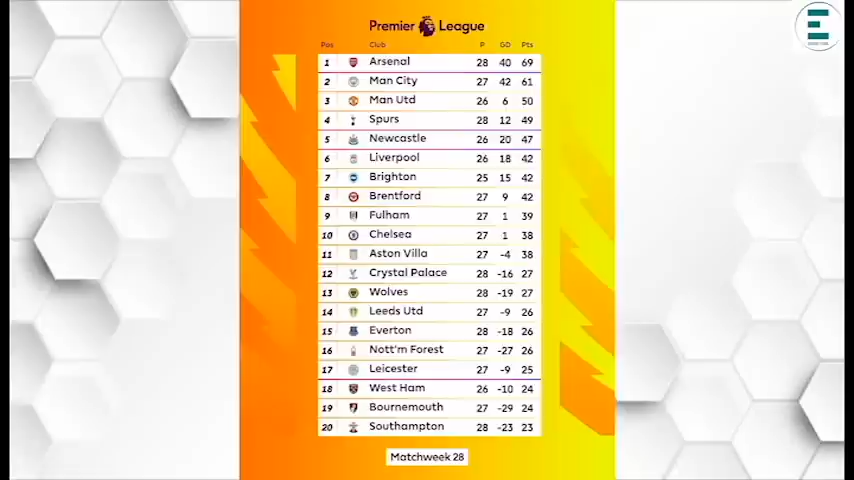 Premier League
Pos Club P GD Pts
1 Arsenal 28 40 69
2 Man City 27 42 61
3 Man Utd 26 6 50
4 Spurs 28 12 49
5 Newcastle 26 20 47
6 Liverpool 26 18 42
7 Brighton 25 15 42
8 Brentford 27 9 42
9 Fulham 27 1 39
10 Chelsea 27 1 38
11 Aston Villa 27 -4 38
12 Crystal Palace 28 -16 27
13 Wolves 28 -19 27
14 Leeds Utd 27 -9 26
15 Everton 28 -18 26
16 Nott'm Forest 27 -27 26
17 Leicester 27 -9 25
18 West Ham 26 -10 24
19 Bournemouth 27 -29 24
20 Southampton 28 -23 23
Matchweek 28